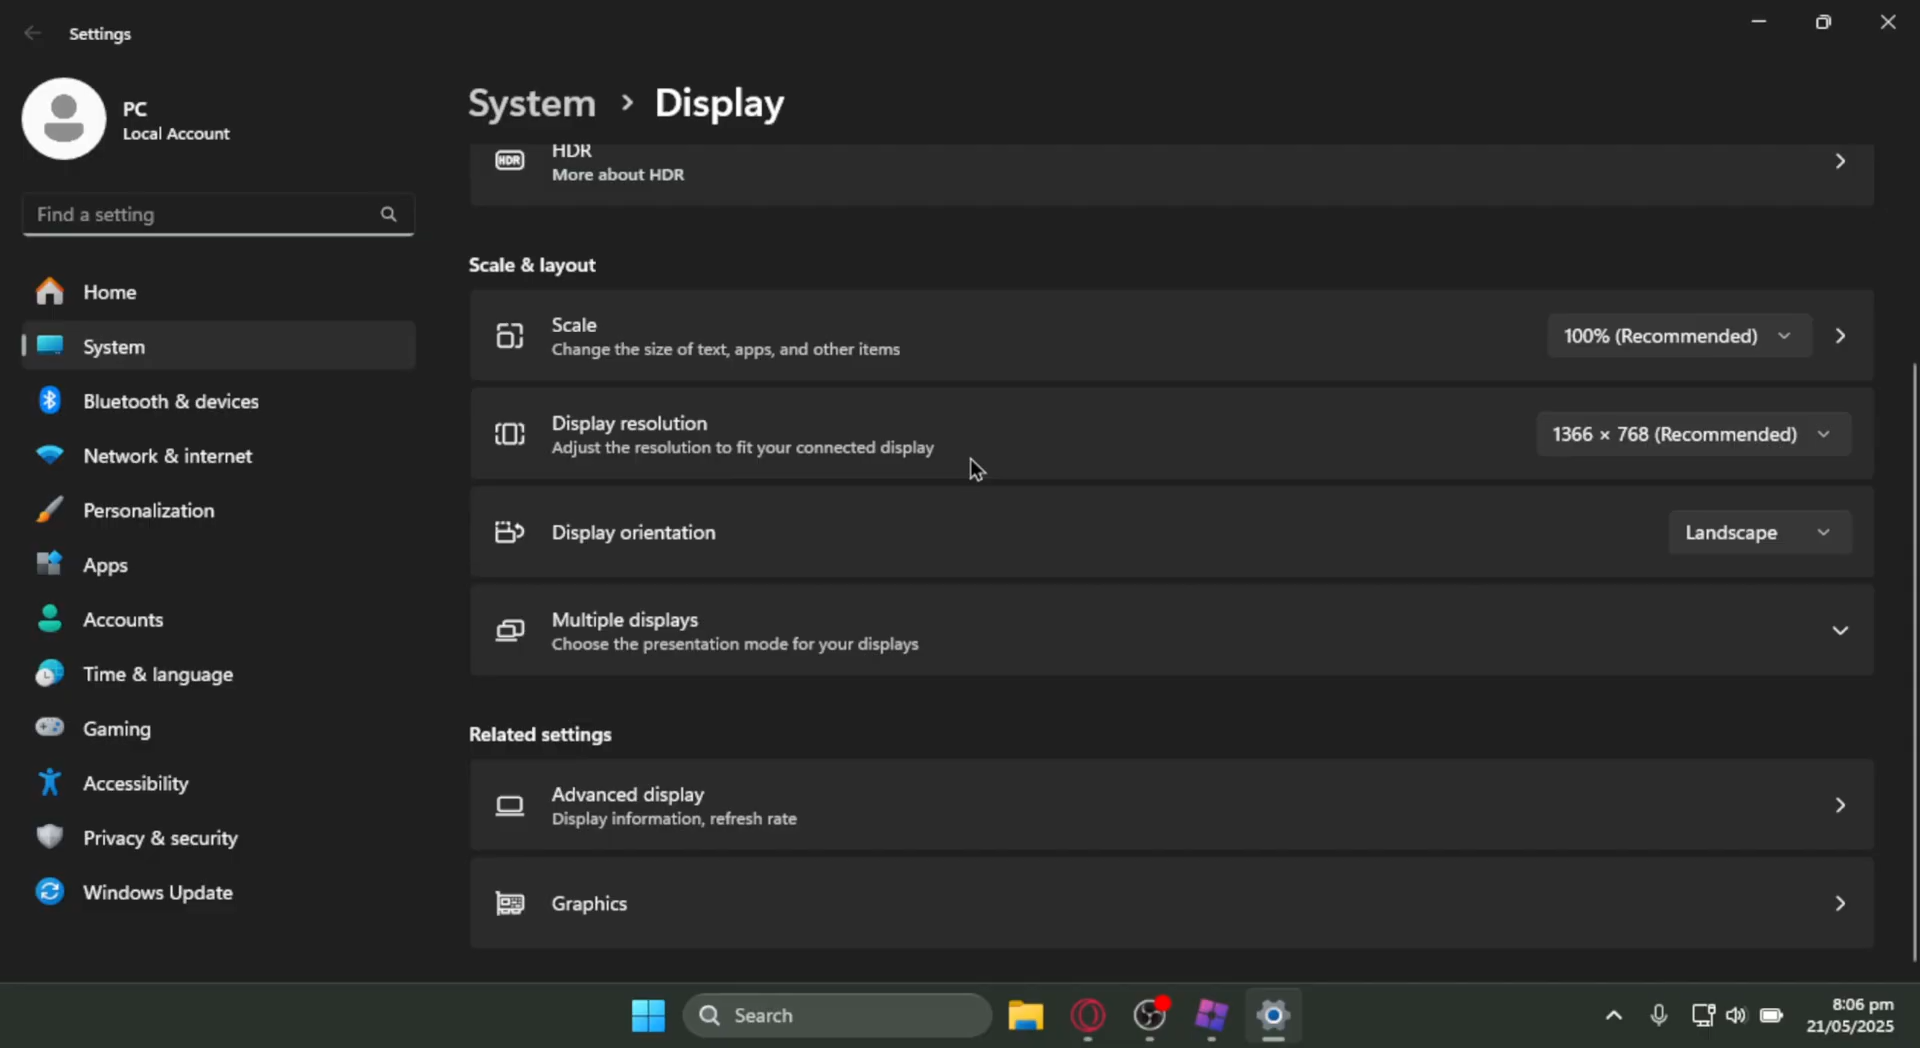 Settings
PC
Local Account
Find a setting
Home
System
Bluetooth & devices
Network & internet
Personalization
Apps
Accounts
Time & language
Gaming
Accessibility
Privacy & security
Windows Update
System > Display
HDR
HDR
More about HDR
Scale & layout
Scale
Change the size of text, apps, and other items
100% (Recommended)
Display resolution
Adjust the resolution to fit your connected display
1366 × 768 (Recommended)
Display orientation
Landscape
Multiple displays
Choose the presentation mode for your displays
Related settings
Advanced display
Display information, refresh rate
Graphics
Search
8:06 pm
21/05/2025